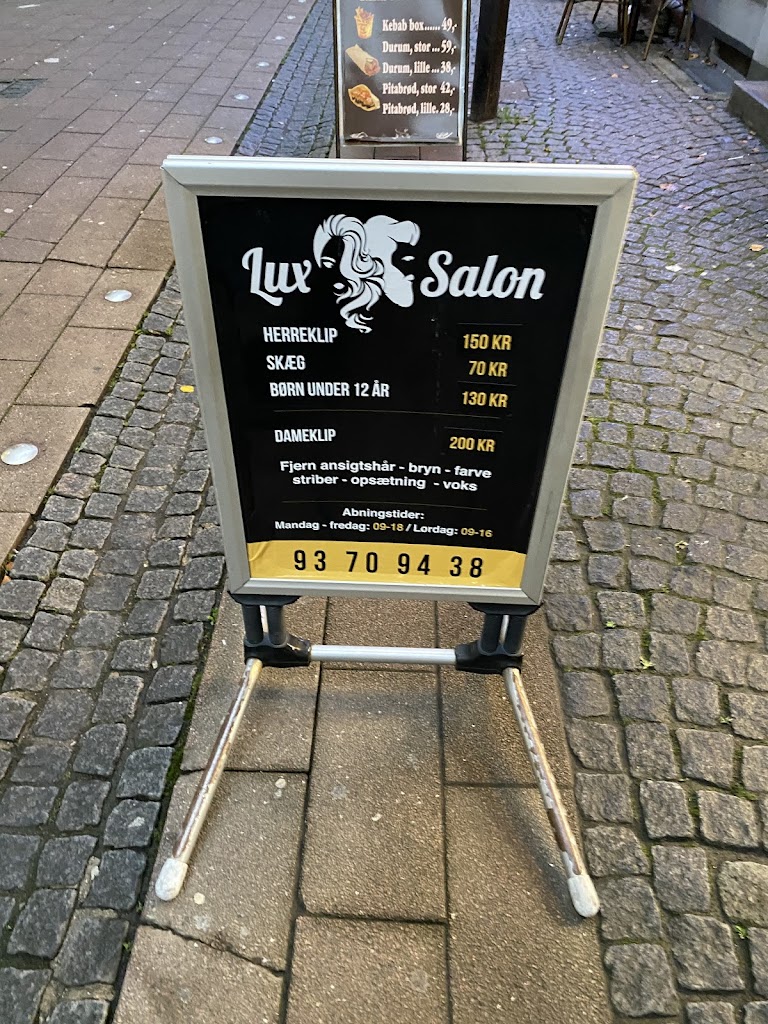 Kebab box......49,-
Durum, stor...59,-
Durum, lille...38,-
Pitabrød, stor 42,-
Pitabrød, lille. 28,-
Lux Salon
HERREKLIP 150 KR
SKÆG 70 KR
BØRN UNDER 12 ÅR 130 KR
DAMEKLIP 200 KR
Fjern ansigtshår - bryn - farve
striber - opsætning - voks
Abningstider:
Mandag - fredag: 09-18 / Lørdag: 09-16
93 70 94 38